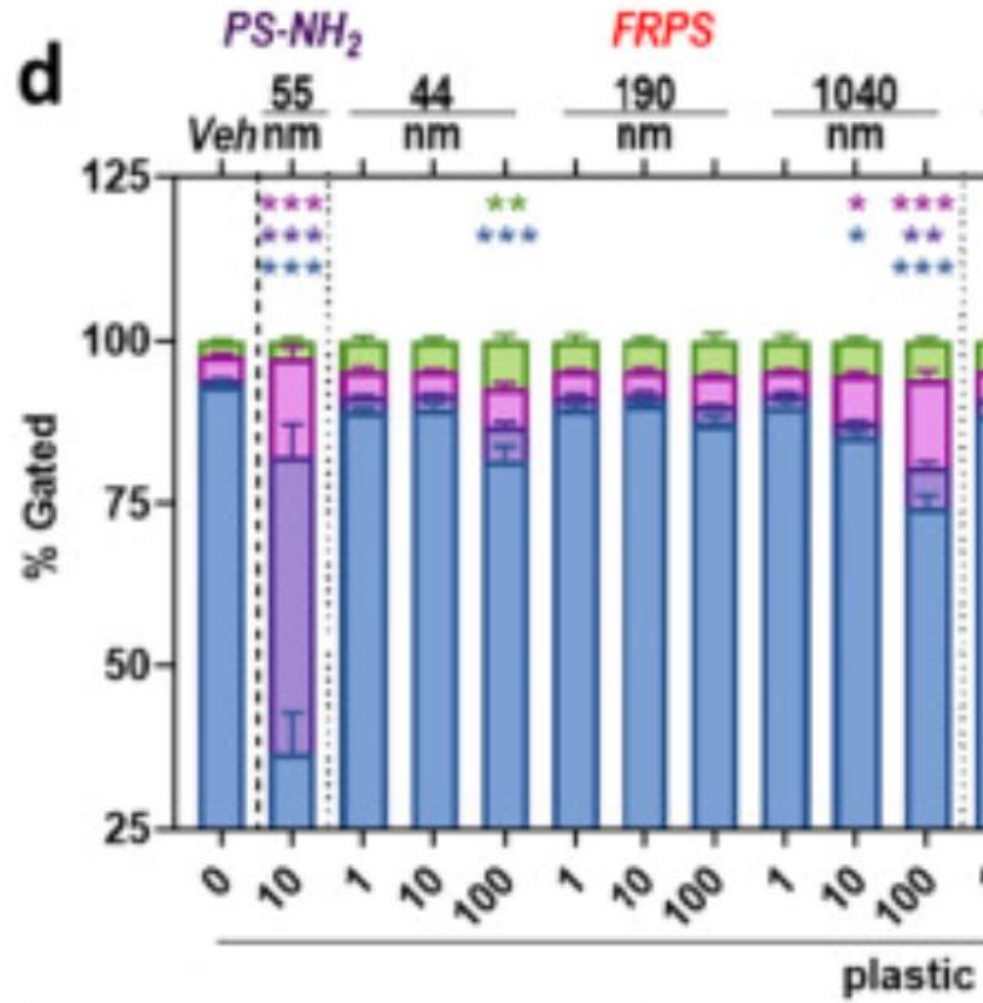 d
PS-NH₂ FRPS
55 44 190 1040
Veh nm nm nm nm
125
*** ** * ***
*** *** * **
*** ***
100
75
50
25
% Gated
0 10 1 10 100 1 10 100 1 10 100
plastic